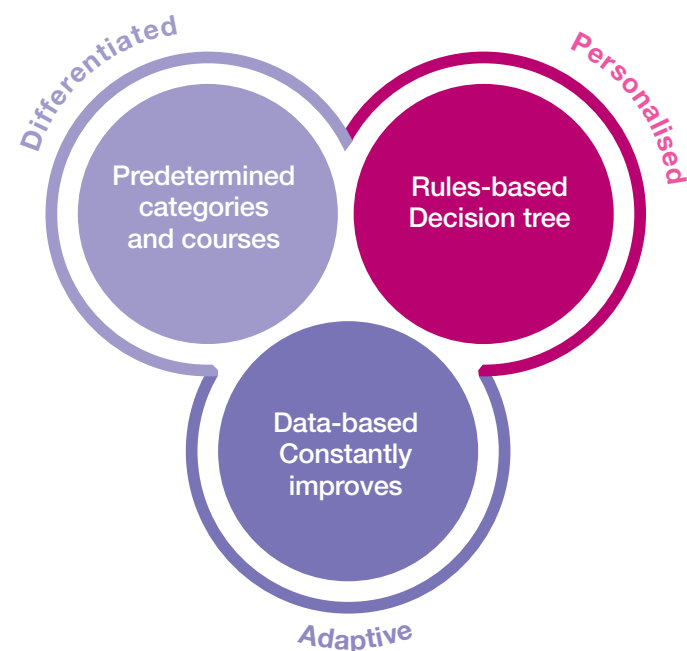 Differentiated
Personalised
Predetermined
categories
and courses
Rules-based
Decision tree
Data-based
Constantly
improves
Adaptive